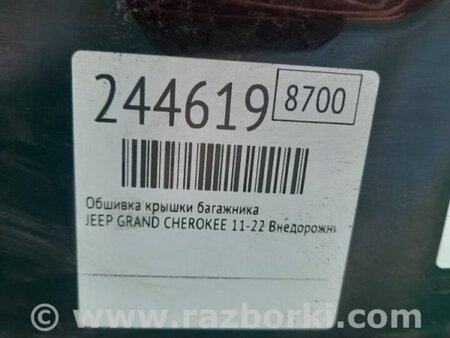 244619 8700
Обшивка крышки багажника
JEEP GRAND CHEROKEE 11-22 Внедорожн
© www.razborki.com